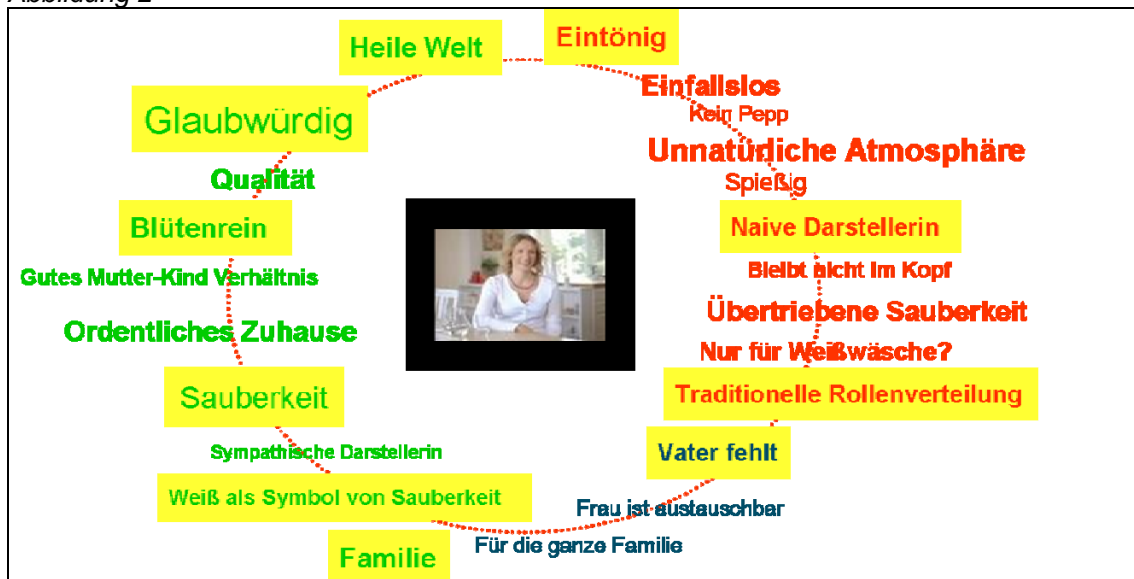 Abbildung 2
Heile Welt
Eintönig
Einfallslos
Kein Pepp
Glaubwürdig
Unnatürliche Atmosphäre
Qualität
Spießig
Blütenrein
Naive Darstellerin
Gutes Mutter-Kind Verhältnis
Bleibt nicht im Kopf
Ordentliches Zuhause
Übertriebene Sauberkeit
Nur für Weißwäsche?
Sauberkeit
Traditionelle Rollenverteilung
Sympathische Darstellerin
Vater fehlt
Weiß als Symbol von Sauberkeit
Frau ist austauschbar
Familie
Für die ganze Familie